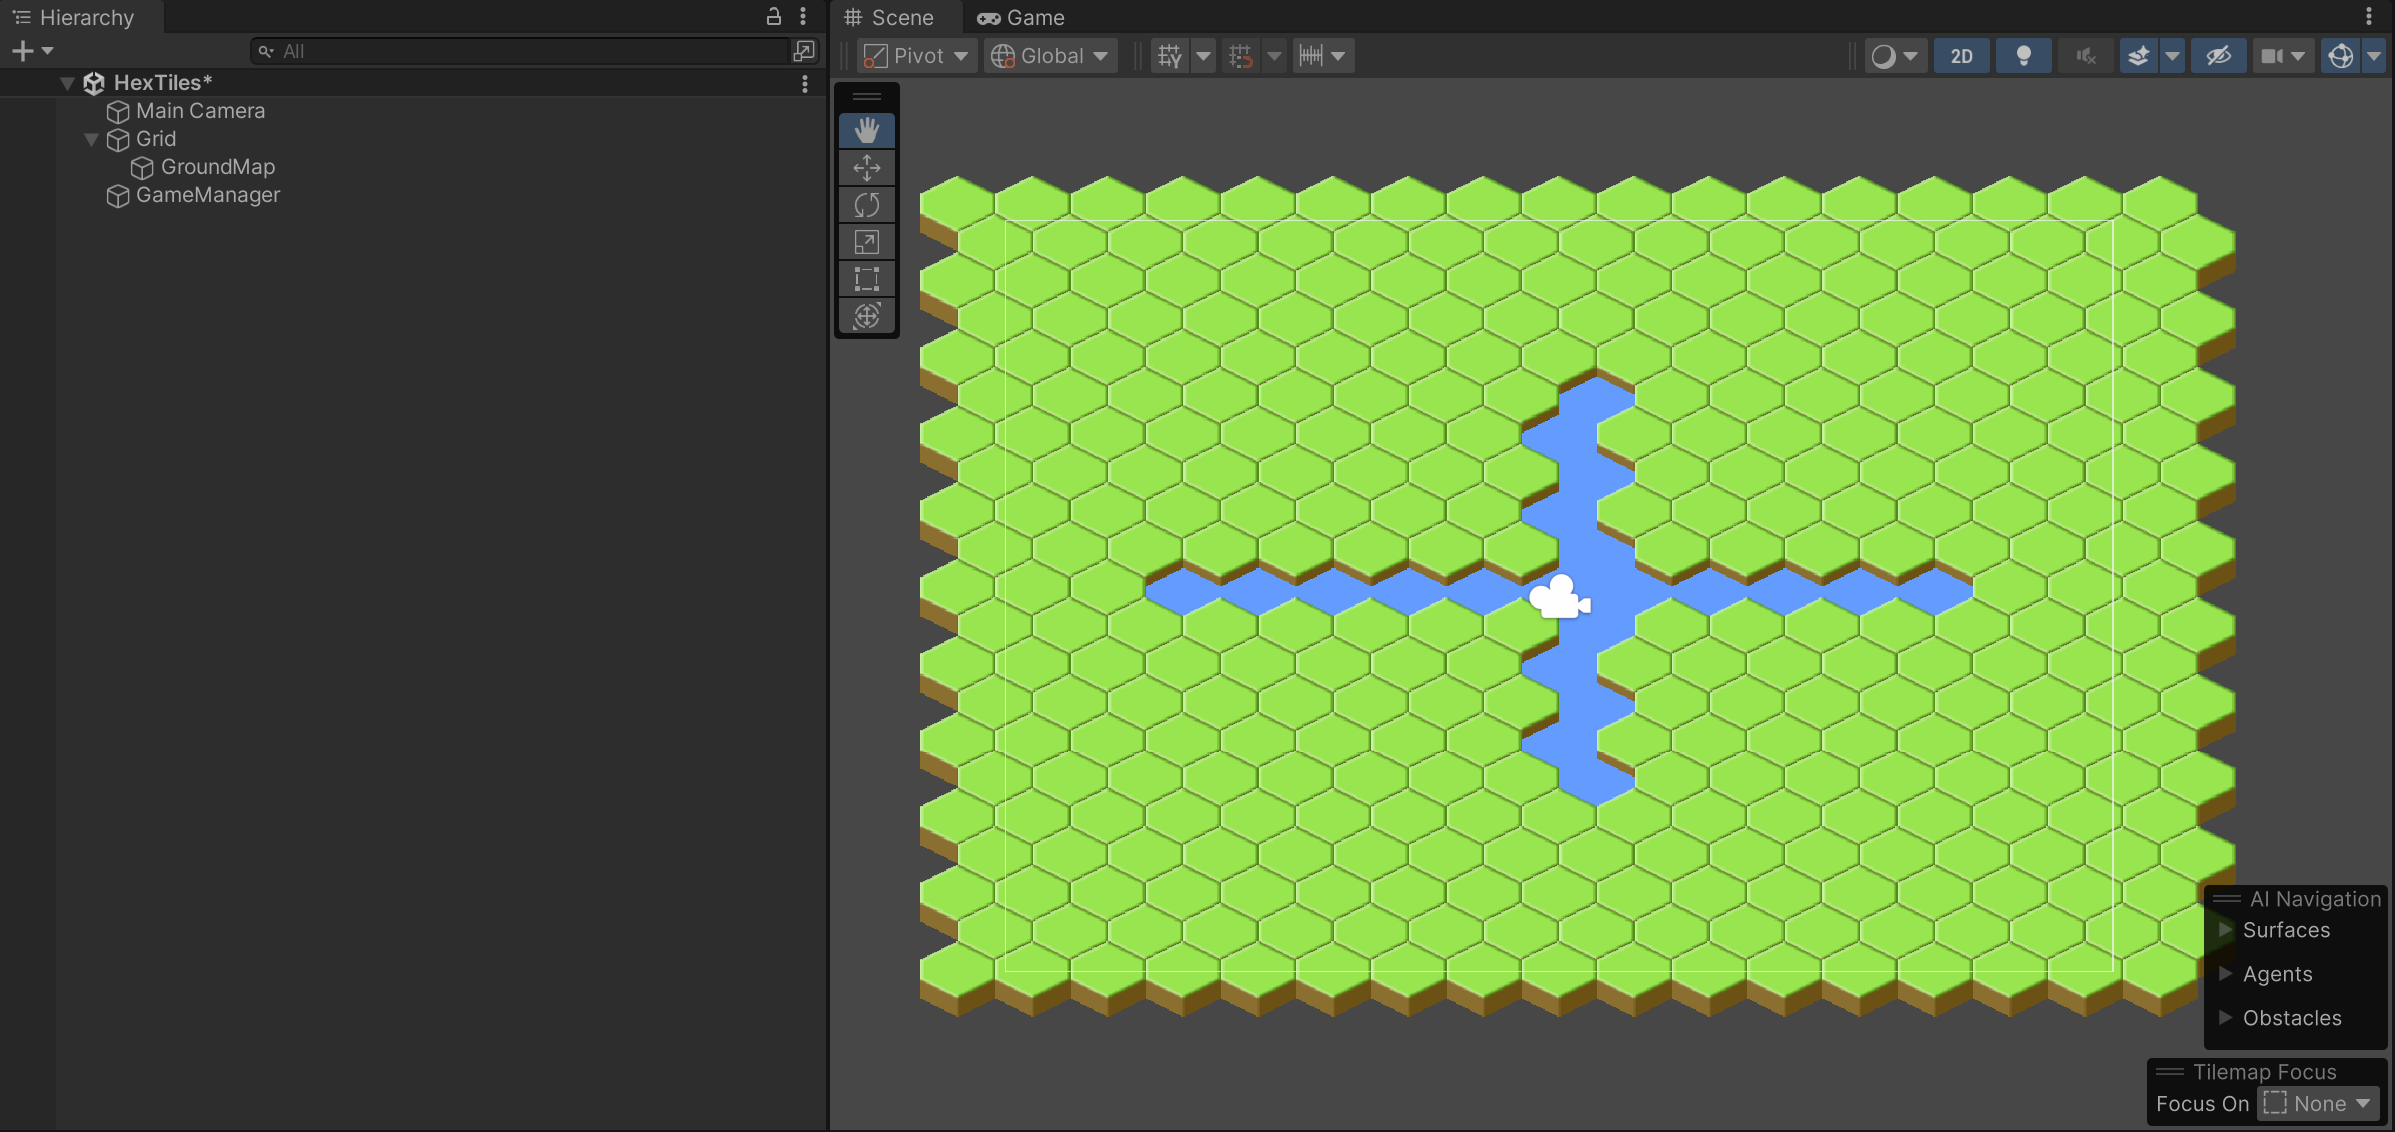 Hierarchy
All
HexTiles*
Main Camera
Grid
GroundMap
GameManager
Scene Game
Pivot Global 2D
AI Navigation
Surfaces
Agents
Obstacles
Tilemap Focus
Focus On None